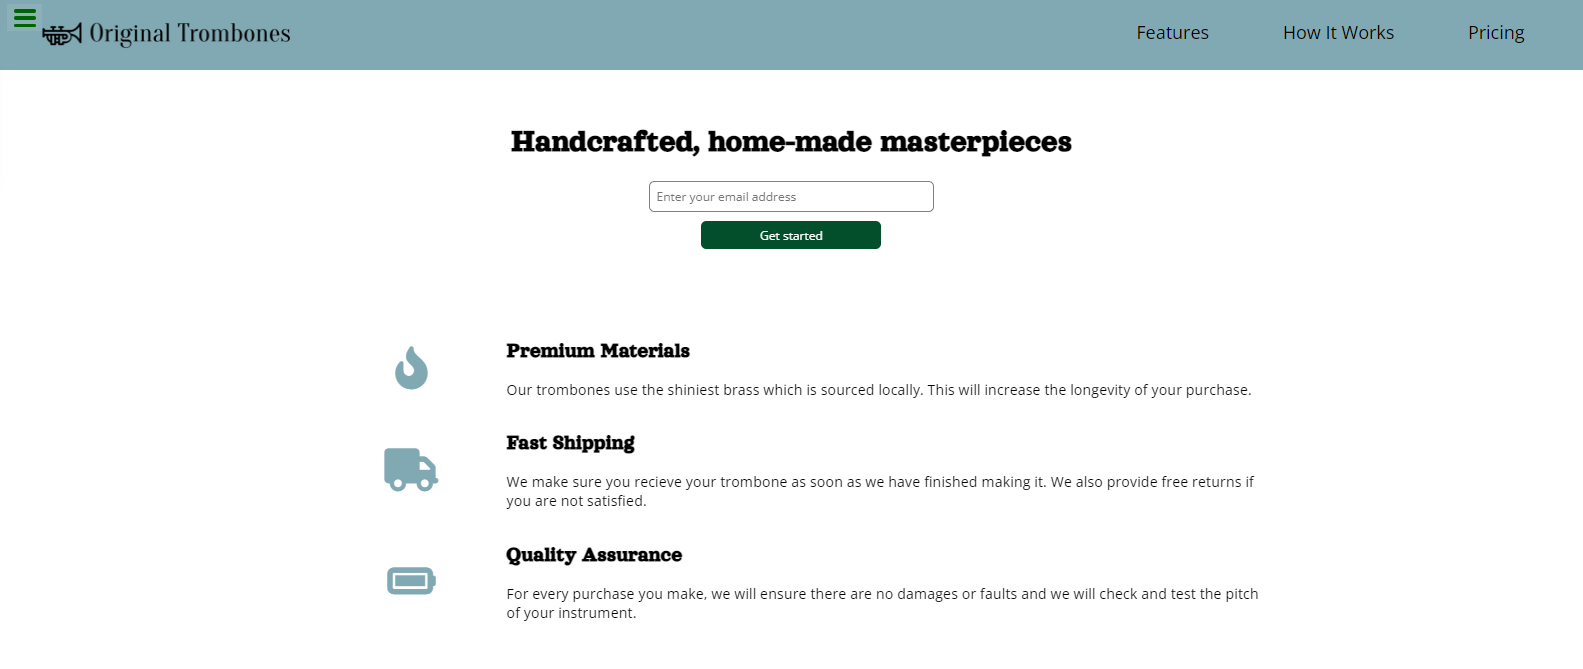 Original Trombones
Features
How It Works
Pricing
Handcrafted, home-made masterpieces
Enter your email address
Get started
Premium Materials
Our trombones use the shiniest brass which is sourced locally. This will increase the longevity of your purchase.
Fast Shipping
We make sure you recieve your trombone as soon as we have finished making it. We also provide free returns if
you are not satisfied.
Quality Assurance
For every purchase you make, we will ensure there are no damages or faults and we will check and test the pitch
of your instrument.